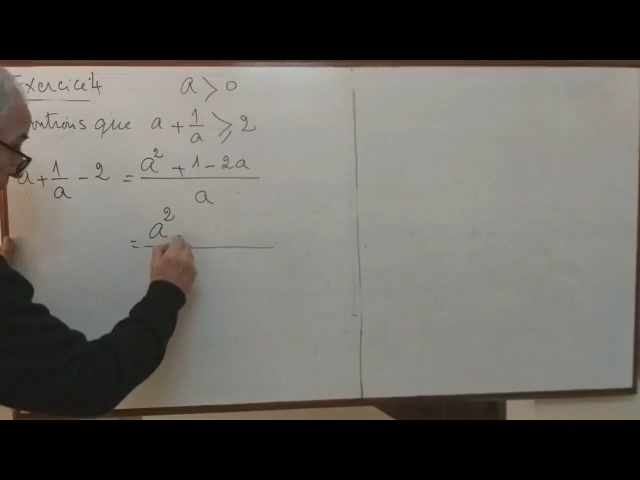 Exercice 4 a > 0
montrons que a + 1/a ≥ 2
a + 1/a - 2 = (a² + 1 - 2a)/a
= a²